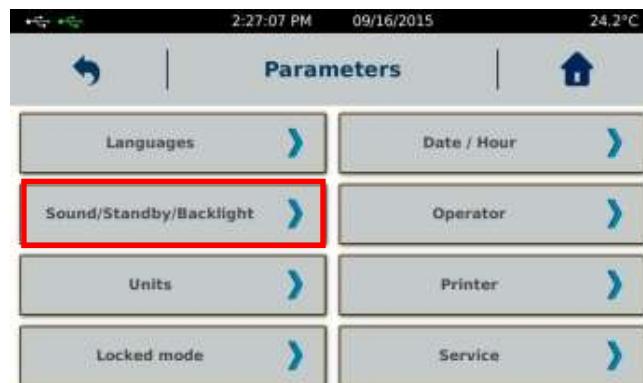 2:27:07 PM 09/16/2015 24.2°C
Parameters
Languages
Date / Hour
Sound/Standby/Backlight
Operator
Units
Printer
Locked mode
Service